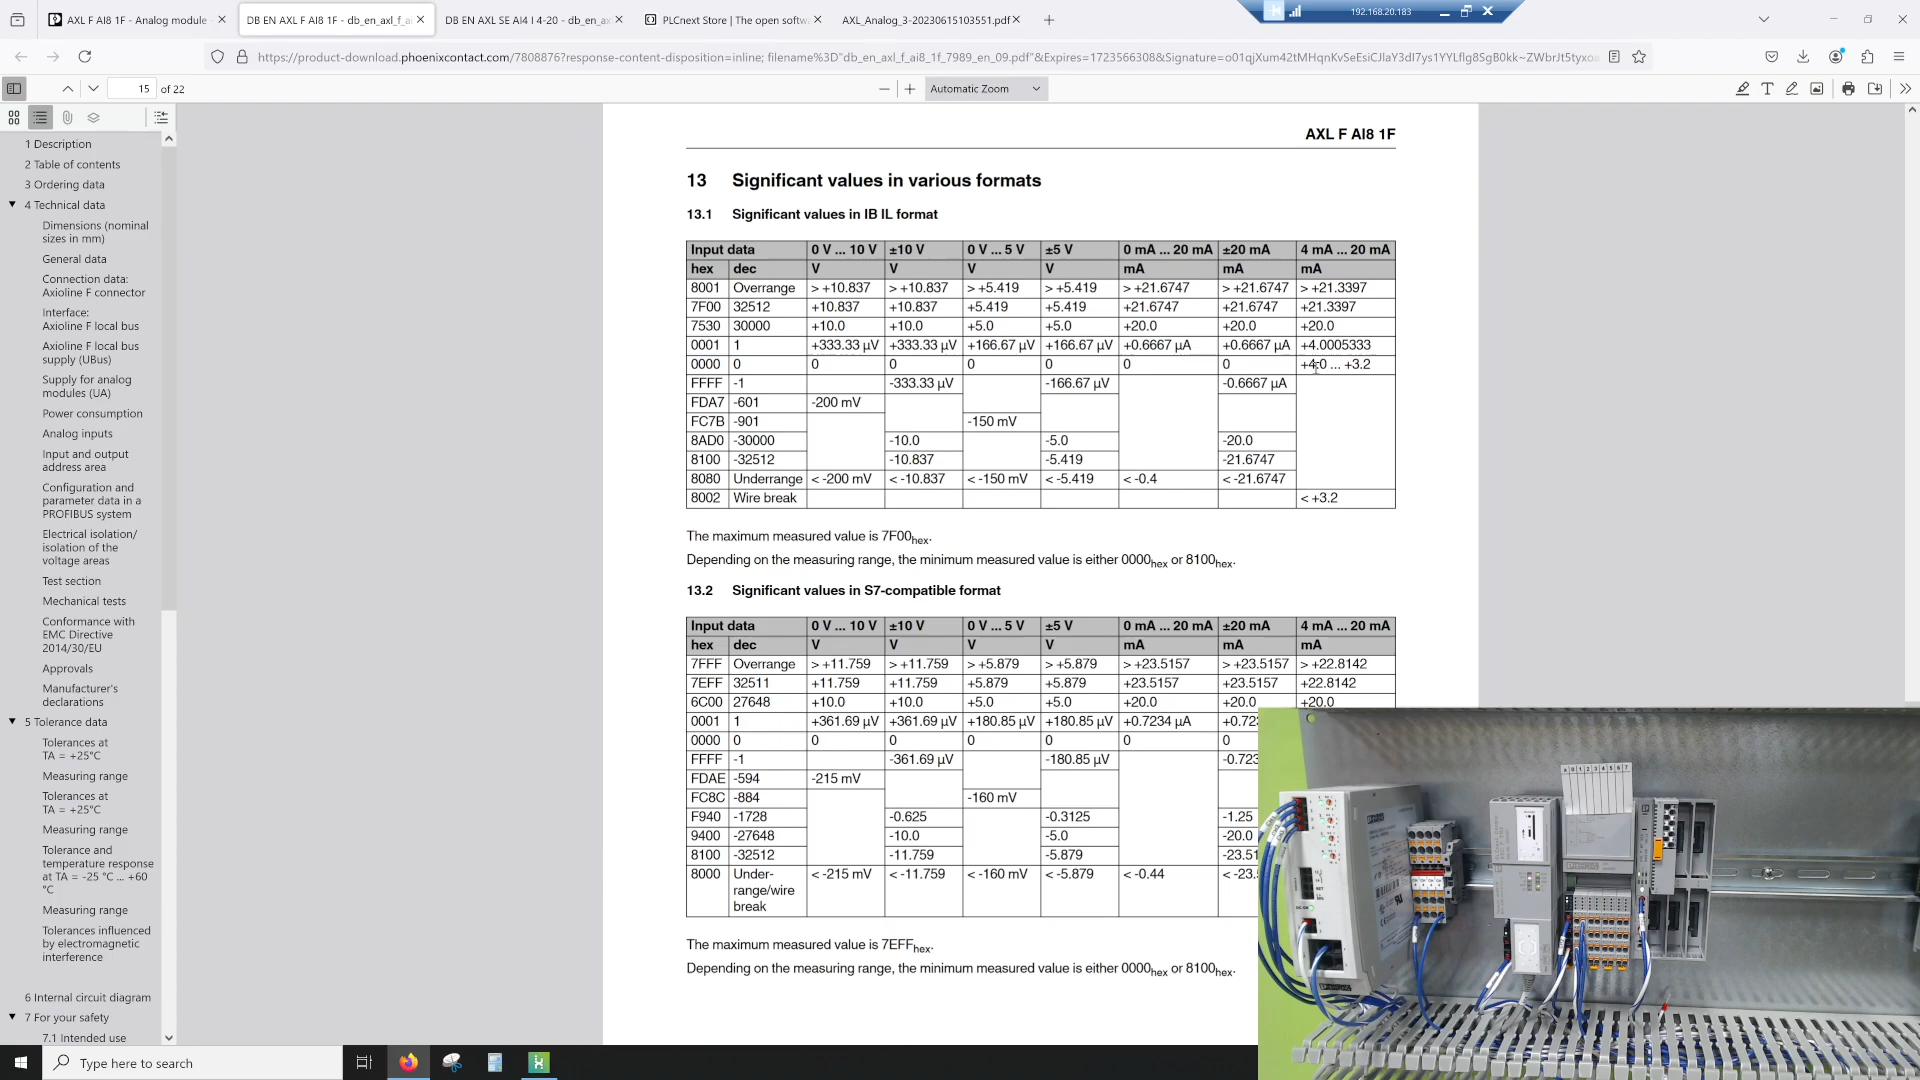 AXL F AI8 1F - Analog module -
DB EN AXL F AI8 1F - db_en_axl_f_a
DB EN AXL SE AI4 I 4-20 - db_en_ax
PLCnext Store | The open softw
AXL_Analog_3-20230615103551.pdf
192.168.20.183
https://product-download.phoenixcontact.com/7808876?response-content-disposition=inline; filename%3D"db_en_axl_f_ai8_1f_7989_en_09.pdf"&Expires=1723566308&Signature=o01qjXum42tMHqnKvSeEsiCJIaY3dI7ys1YYLflg8SgB0kk~ZWbrJt5tyxo
15 of 22
Automatic Zoom
1 Description
2 Table of contents
3 Ordering data
4 Technical data
Dimensions (nominal
sizes in mm)
General data
Connection data:
Axioline F connector
Interface:
Axioline F local bus
Axioline F local bus
supply (UBus)
Supply for analog
modules (UA)
Power consumption
Analog inputs
Input and output
address area
Configuration and
parameter data in a
PROFIBUS system
Electrical isolation/
isolation of the
voltage areas
Test section
Mechanical tests
Conformance with
EMC Directive
2014/30/EU
Approvals
Manufacturer's
declarations
5 Tolerance data
Tolerances at
TA = +25°C
Measuring range
Tolerances at
TA = +25°C
Measuring range
Tolerance and
temperature response
at TA = -25 °C ... +60
°C
Measuring range
Tolerances influenced
by electromagnetic
interference
6 Internal circuit diagram
7 For your safety
7.1 Intended use
AXL F AI8 1F
13 Significant values in various formats
13.1 Significant values in IB IL format
Input data 0 V ... 10 V ±10 V 0 V ... 5 V ±5 V 0 mA ... 20 mA ±20 mA 4 mA ... 20 mA
hex dec V V V V mA mA mA
8001 Overrange > +10.837 > +10.837 > +5.419 > +5.419 > +21.6747 > +21.6747 > +21.3397
7F00 32512 +10.837 +10.837 +5.419 +5.419 +21.6747 +21.6747 +21.3397
7530 30000 +10.0 +10.0 +5.0 +5.0 +20.0 +20.0 +20.0
0001 1 +333.33 µV +333.33 µV +166.67 µV +166.67 µV +0.6667 µA +0.6667 µA +4.0005333
0000 0 0 0 0 0 0 0 +4.0 ... +3.2
FFFF -1 -333.33 µV -166.67 µV -0.6667 µA
FDA7 -601 -200 mV
FC7B -901 -150 mV
8AD0 -30000 -10.0 -5.0 -20.0
8100 -32512 -10.837 -5.419 -21.6747
8080 Underrange < -200 mV < -10.837 < -150 mV < -5.419 < -0.4 < -21.6747
8002 Wire break < +3.2
The maximum measured value is 7F00hex.
Depending on the measuring range, the minimum measured value is either 0000hex or 8100hex.
13.2 Significant values in S7-compatible format
Input data 0 V ... 10 V ±10 V 0 V ... 5 V ±5 V 0 mA ... 20 mA ±20 mA 4 mA ... 20 mA
hex dec V V V V mA mA mA
7FFF Overrange > +11.759 > +11.759 > +5.879 > +5.879 > +23.5157 > +23.5157 > +22.8142
7EFF 32511 +11.759 +11.759 +5.879 +5.879 +23.5157 +23.5157 +22.8142
6C00 27648 +10.0 +10.0 +5.0 +5.0 +20.0 +20.0 +20.0
0001 1 +361.69 µV +361.69 µV +180.85 µV +180.85 µV +0.7234 µA +0.72
0000 0 0 0 0 0 0 0
FFFF -1 -361.69 µV -180.85 µV -0.723
FDAE -594 -215 mV
FC8C -884 -160 mV
F940 -1728 -0.625 -0.3125 -1.25
9400 -27648 -10.0 -5.0 -20.0
8100 -32512 -11.759 -5.879 -23.51
8000 Under- < -215 mV < -11.759 < -160 mV < -5.879 < -0.44 < -23.
range/wire
break
The maximum measured value is 7EFFhex.
Depending on the measuring range, the minimum measured value is either 0000hex or 8100hex.
Type here to search